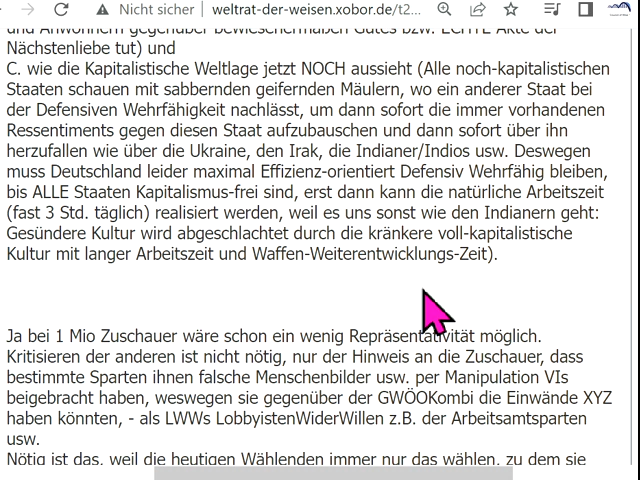 Nicht sicher | weltrat-der-weisen.xobor.de/t2...
und Anwohnern gegenüber bewieschermaßen Gutes bzw. ECHTE Akte der
Nächstenliebe tut) und
C. wie die Kapitalistische Weltlage jetzt NOCH aussieht (Alle noch-kapitalistischen
Staaten schauen mit sabbernden geifernden Mäulern, wo ein anderer Staat bei
der Defensiven Wehrfähigkeit nachlässt, um dann sofort die immer vorhandenen
Ressentiments gegen diesen Staat aufzubauschen und dann sofort über ihn
herzufallen wie über die Ukraine, den Irak, die Indianer/Indios usw. Deswegen
muss Deutschland leider maximal Effizienz-orientiert Defensiv Wehrfähig bleiben,
bis ALLE Staaten Kapitalismus-frei sind, erst dann kann die natürliche Arbeitszeit
(fast 3 Std. täglich) realisiert werden, weil es uns sonst wie den Indianern geht:
Gesündere Kultur wird abgeschlachtet durch die kränkere voll-kapitalistische
Kultur mit langer Arbeitszeit und Waffen-Weiterentwicklungs-Zeit).
Ja bei 1 Mio Zuschauer wäre schon ein wenig Repräsentativität möglich.
Kritisieren der anderen ist nicht nötig, nur der Hinweis an die Zuschauer, dass
bestimmte Sparten ihnen falsche Menschenbilder usw. per Manipulation VIs
beigebracht haben, weswegen sie gegenüber der GWÖOKombi die Einwände XYZ
haben könnten, - als LWWs LobbyistenWiderWillen z.B. der Arbeitsamtsparten
usw.
Nötig ist das, weil die heutigen Wählenden immer nur das wählen, zu dem sie